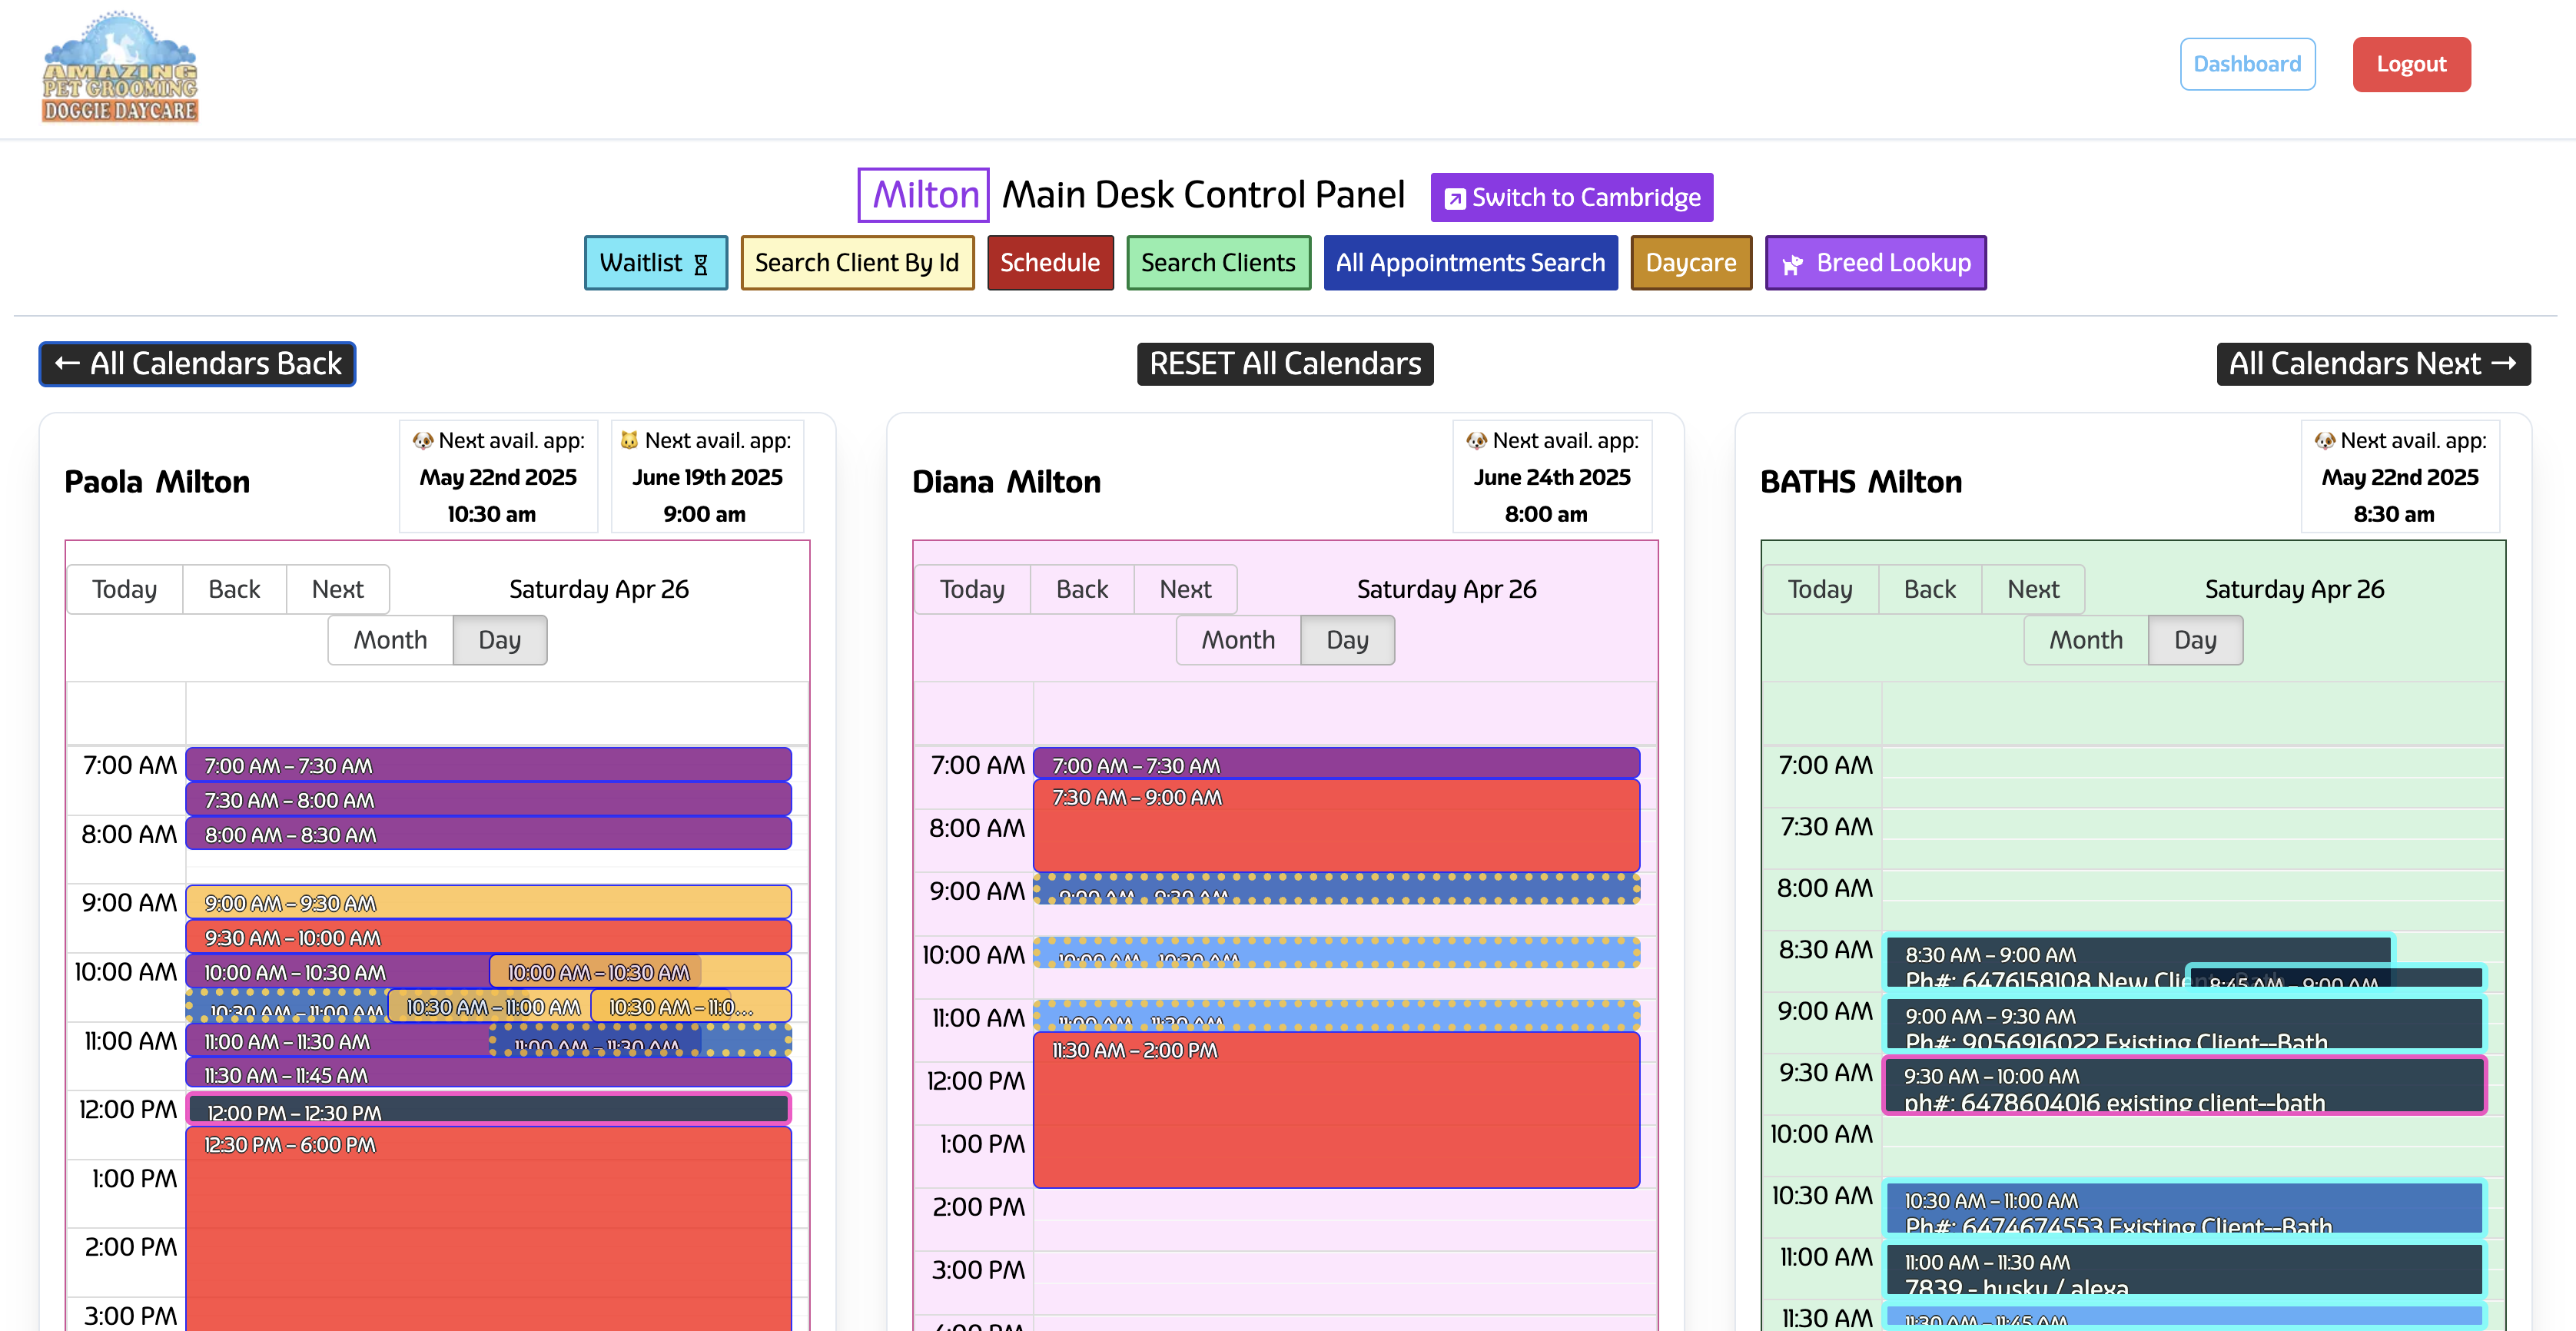 AMAZING
PET GROOMING
DOGGIE DAYCARE
Dashboard
Logout
Milton Main Desk Control Panel
Switch to Cambridge
Waitlist
Search Client By Id
Schedule
Search Clients
All Appointments Search
Daycare
Breed Lookup
← All Calendars Back
RESET All Calendars
All Calendars Next →
Paola Milton
Next avail. app:
May 22nd 2025
10:30 am
Next avail. app:
June 19th 2025
9:00 am
Today
Back
Next
Saturday Apr 26
Month
Day
7:00 AM
7:00 AM – 7:30 AM
7:30 AM – 8:00 AM
8:00 AM
8:00 AM – 8:30 AM
9:00 AM
9:00 AM – 9:30 AM
9:30 AM – 10:00 AM
10:00 AM
10:00 AM – 10:30 AM
10:00 AM – 10:30 AM
10:30 AM – 11:00 AM
10:30 AM – 11:00 AM
10:30 AM – 11:0...
11:00 AM
11:00 AM – 11:30 AM
11:00 AM – 11:30 AM
11:30 AM – 11:45 AM
12:00 PM
12:00 PM – 12:30 PM
12:30 PM – 6:00 PM
1:00 PM
2:00 PM
3:00 PM
Diana Milton
Next avail. app:
June 24th 2025
8:00 am
Today
Back
Next
Saturday Apr 26
Month
Day
7:00 AM
7:00 AM – 7:30 AM
7:30 AM – 9:00 AM
8:00 AM
9:00 AM
9:00 AM – 9:30 AM
10:00 AM
10:00 AM – 10:30 AM
11:00 AM
11:00 AM – 11:30 AM
11:30 AM – 2:00 PM
12:00 PM
1:00 PM
2:00 PM
3:00 PM
4:00 PM
BATHS Milton
Next avail. app:
May 22nd 2025
8:30 am
Today
Back
Next
Saturday Apr 26
Month
Day
7:00 AM
7:30 AM
8:00 AM
8:30 AM
8:30 AM – 9:00 AM
Ph#: 6476158108 New Client--Bath
8:45 AM – 9:00 AM
9:00 AM
9:00 AM – 9:30 AM
Ph#: 9056916022 Existing Client--Bath
9:30 AM
9:30 AM – 10:00 AM
ph#: 6478604016 existing client--bath
10:00 AM
10:30 AM
10:30 AM – 11:00 AM
Ph#: 6474674553 Existing Client--Bath
11:00 AM
11:00 AM – 11:30 AM
7839 - husky / alexa
11:30 AM
11:30 AM – 11:45 AM